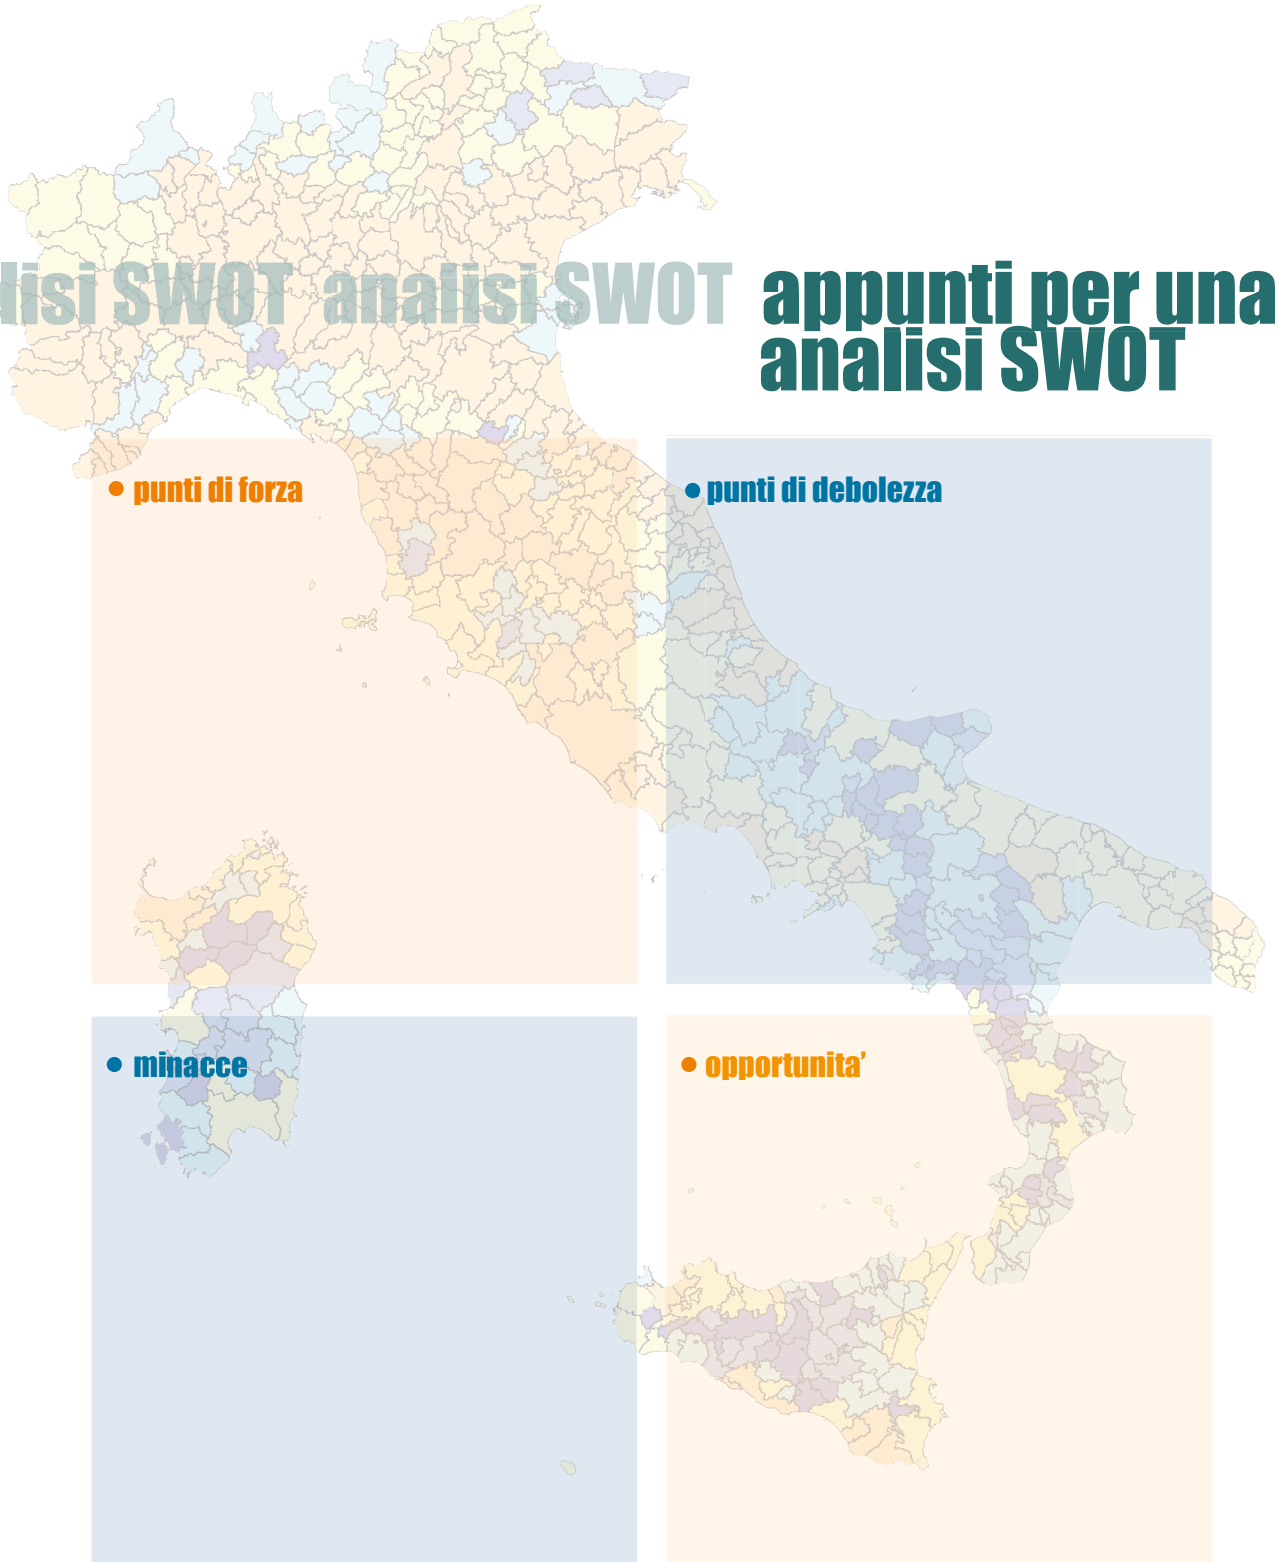 lisi SWOT analisi SWOT appunti per una
analisi SWOT
• punti di forza
• punti di debolezza
• minacce
• opportunita’